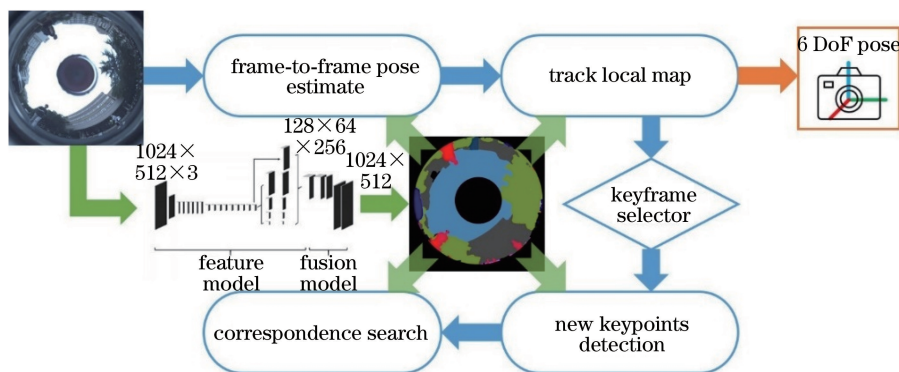 frame-to-frame pose
estimate
track local map
6 DoF pose
1024×
512×3
128×64
×256
1024×
512
feature
model
fusion
model
keyframe
selector
correspondence search
new keypoints
detection